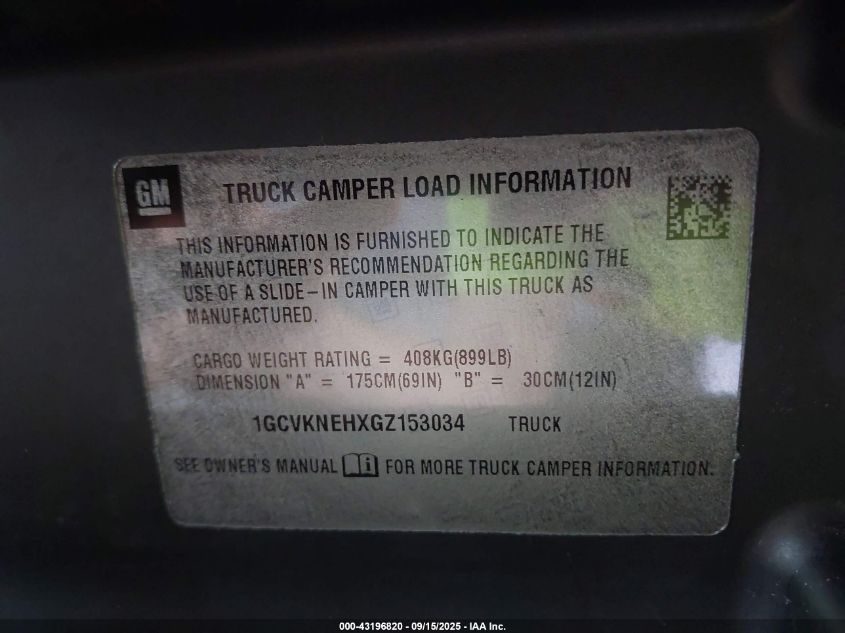 GM
TRUCK CAMPER LOAD INFORMATION
THIS INFORMATION IS FURNISHED TO INDICATE THE
MANUFACTURER'S RECOMMENDATION REGARDING THE
USE OF A SLIDE-IN CAMPER WITH THIS TRUCK AS
MANUFACTURED.
CARGO WEIGHT RATING = 408KG(899LB)
DIMENSION "A" = 175CM(69IN) "B" = 30CM(12IN)
1GCVKNEHXGZ153034 TRUCK
SEE OWNER'S MANUAL FOR MORE TRUCK CAMPER INFORMATION.
000-43196820 - 09/15/2025 - IAA Inc.